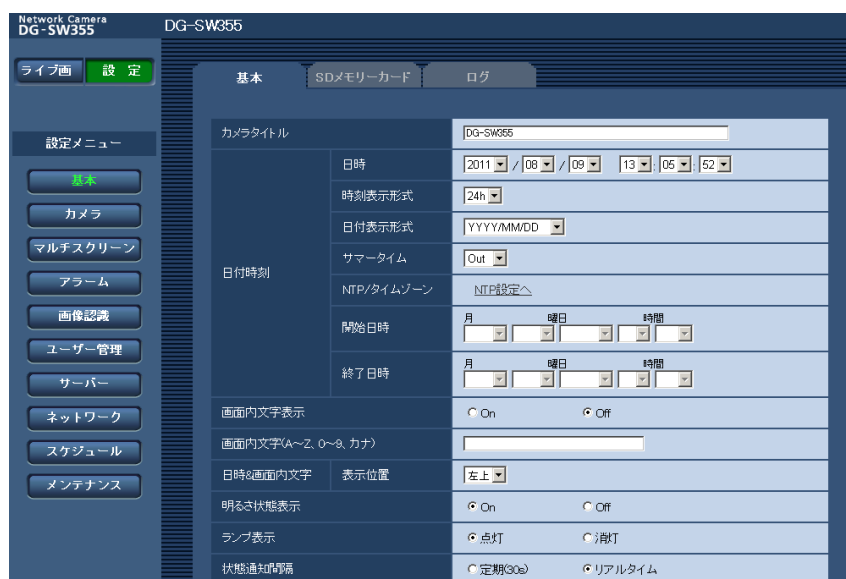 Network Camera
DG-SW355
DG-SW355
ライブ画 設 定
基本 SDメモリーカード ログ
設定メニュー
基本
カメラ
マルチスクリーン
アラーム
画像認識
ユーザー管理
サーバー
ネットワーク
スケジュール
メンテナンス
カメラタイトル DG-SW355
日付時刻
日時 2011 / 08 / 09 13 : 05 : 52
時刻表示形式 24h
日付表示形式 YYYY/MM/DD
サマータイム Out
NTP/タイムゾーン NTP設定へ
開始日時 月 曜日 時間
終了日時 月 曜日 時間
画面内文字表示 On Off
画面内文字(A～Z、0～9、カナ)
日時&画面内文字 表示位置 左上
明るさ状態表示 On Off
ランプ表示 点灯 消灯
状態通知間隔 定期(30s) リアルタイム